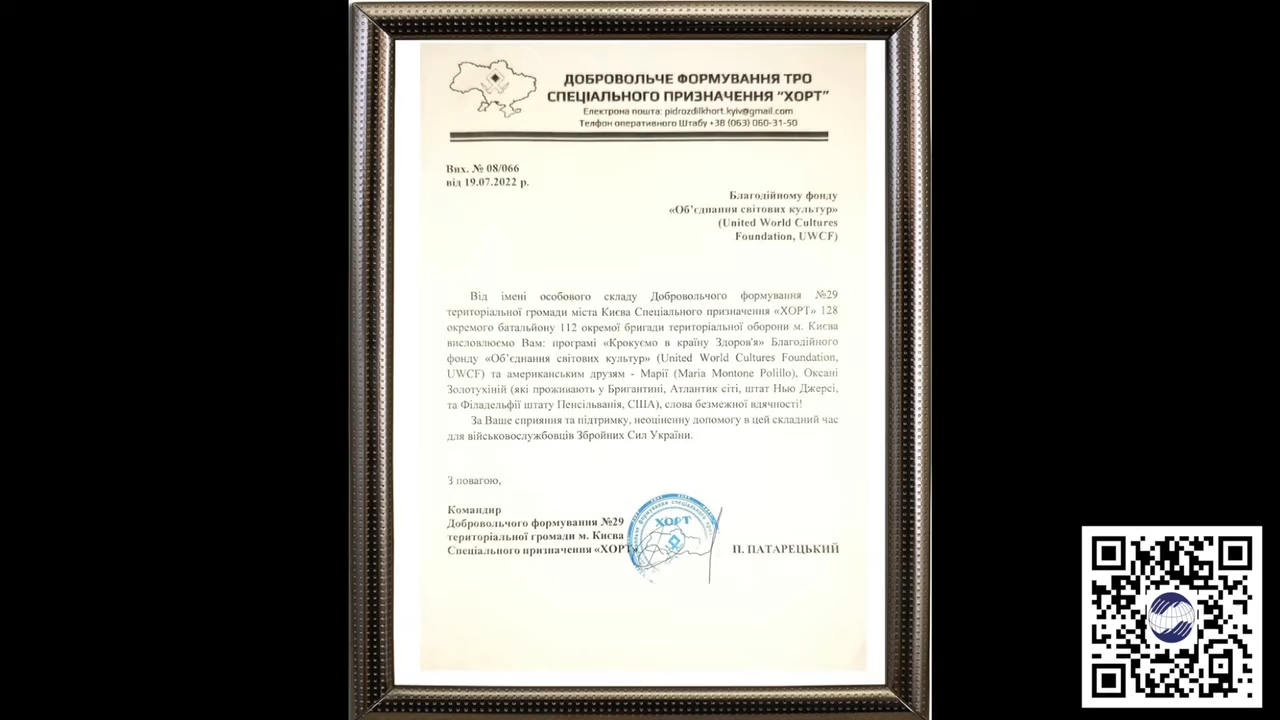 ДОБРОВОЛЬЧЕ ФОРМУВАННЯ ТРО
СПЕЦІАЛЬНОГО ПРИЗНАЧЕННЯ "ХОРТ"
Електрона пошта: pidrozdilkhort.kyiv@gmail.com
Телфон оперативного Штабу +38 (063) 060-31-50
Вих. № 08/066
від 19.07.2022 р.
Благодійному фонду
«Об’єднання світових культур»
(United World Cultures
Foundation, UWCF)
Від імені особового складу Добровольчого формування №29
територіальної громади міста Києва Спеціального призначення «ХОРТ» 128
окремого батальйону 112 окремої бригади територіальної оборони м. Києва
висловлюємо Вам: програмі «Крокуємо в країну Здоров'я» Благодійного
фонду «Об’єднання світових культур» (United World Cultures Foundation,
UWCF) та американським друзям - Марії (Maria Montone Polillo), Оксані
Золотухіній (які проживають у Бригантині, Атлантик сіті, штат Нью Джерсі,
та Філадельфії штату Пенсільванія, США), слова безмежної вдячності!
За Ваше сприяння та підтримку, неоціненну допомогу в цей складний час
для військовослужбовців Збройних Сил України.
З повагою,
Командир
Добровольчого формування №29
територіальної громади м. Києва
Спеціального призначення «ХОРТ»
П. ПАТАРЕЦЬКИЙ
ХОРТ